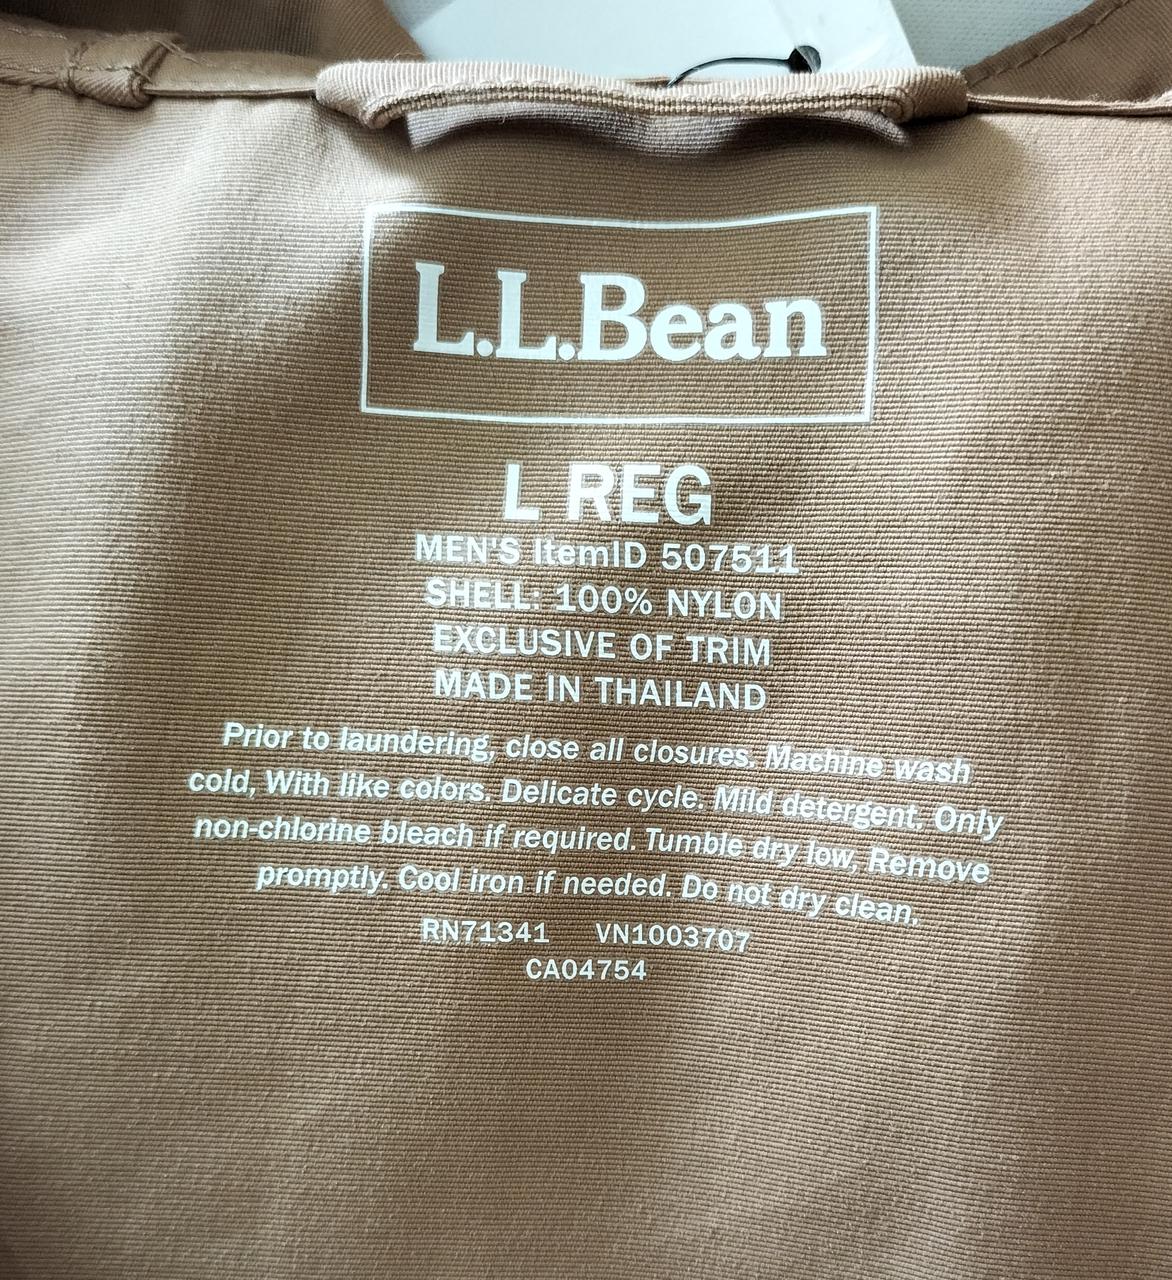 L.L.Bean
L REG
MEN'S ItemID 507511
SHELL: 100% NYLON
EXCLUSIVE OF TRIM
MADE IN THAILAND
Prior to laundering, close all closures. Machine wash
cold, With like colors. Delicate cycle. Mild detergent. Only
non-chlorine bleach if required. Tumble dry low, Remove
promptly. Cool iron if needed. Do not dry clean.
RN71341 VN1003707
CA04754